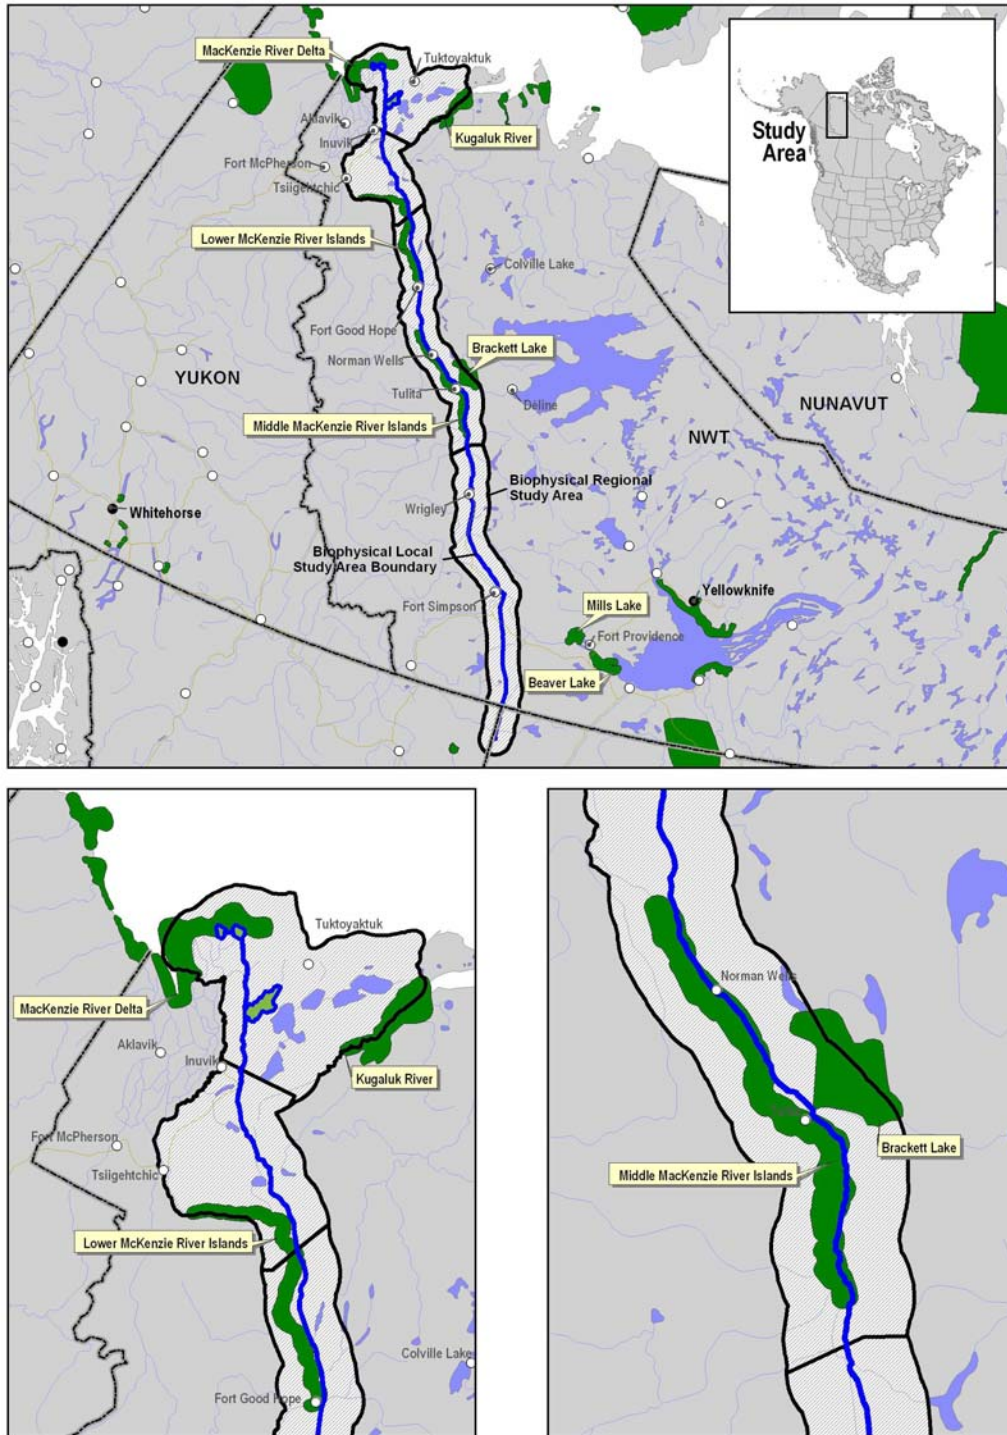 MacKenzie River Delta
Tuktoyaktuk
Aklavik
Inuvik
Kugaluk River
Fort McPherson
Tsiigehtchic
Study
Area
Lower McKenzie River Islands
Colville Lake
Fort Good Hope
Norman Wells
Brackett Lake
YUKON
Tulita
Déline
Middle MacKenzie River Islands
NUNAVUT
NWT
Biophysical Regional
Study Area
Wrigley
Whitehorse
Biophysical Local
Study Area Boundary
Fort Simpson
Yellowknife
Mills Lake
Fort Providence
Beaver Lake
Tuktoyaktuk
MacKenzie River Delta
Aklavik
Inuvik
Kugaluk River
Fort McPherson
Tsiigehtchic
Lower McKenzie River Islands
Colville Lake
Fort Good Hope
Norman Wells
Brackett Lake
Middle MacKenzie River Islands